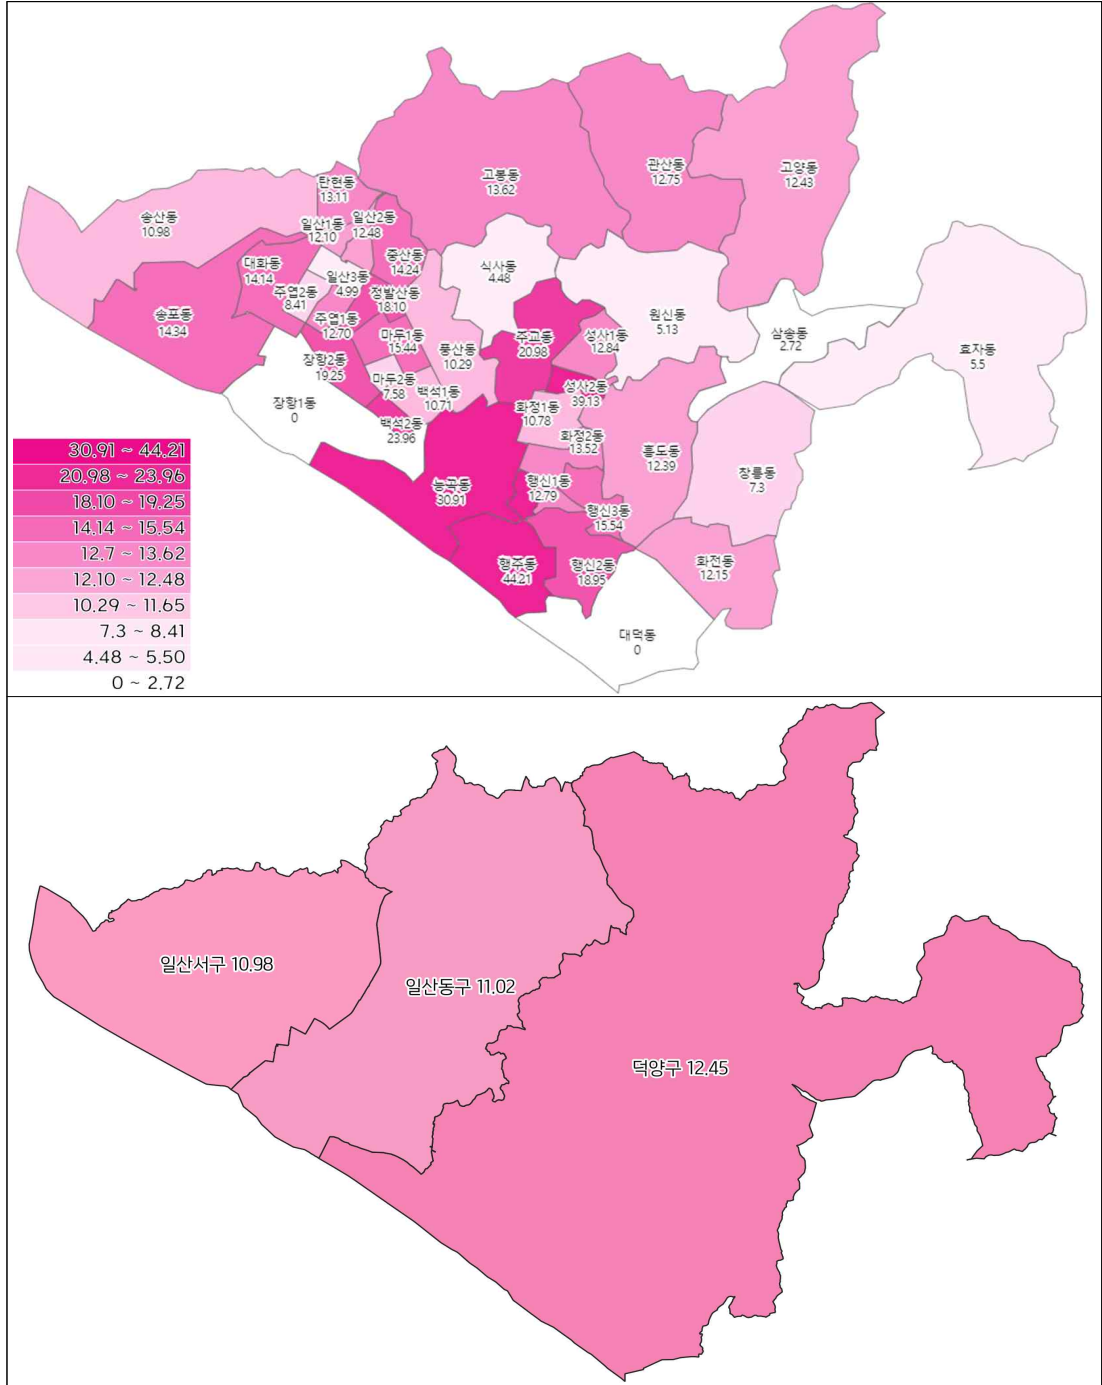 고봉동
13.62
관산동
12.75
고양동
12.43
탄현동
13.11
송산동
10.98
일산1동
12.10
일산2동
12.48
중산동
14.24
식사동
4.48
대화동
14.14
주엽2동
8.41
일산3동
4.99
정발산동
18.10
송포동
14.34
주엽1동
12.70
마두1동
15.44
풍산동
10.29
주교동
20.98
성사1동
12.84
원신동
5.13
삼송동
2.72
효자동
5.5
장항2동
19.25
마두2동
7.58
백석1동
10.71
성사2동
39.13
장항1동
0
백석2동
23.96
화정1동
10.78
화정2동
13.52
흥도동
12.39
창릉동
7.3
능곡동
30.91
행신1동
12.79
행신3동
15.54
행주동
44.21
행신2동
18.95
화전동
12.15
대덕동
0
30.91 ~ 44.21
20.98 ~ 23.96
18.10 ~ 19.25
14.14 ~ 15.54
12.7 ~ 13.62
12.10 ~ 12.48
10.29 ~ 11.65
7.3 ~ 8.41
4.48 ~ 5.50
0 ~ 2.72
일산서구 10.98
일산동구 11.02
덕양구 12.45